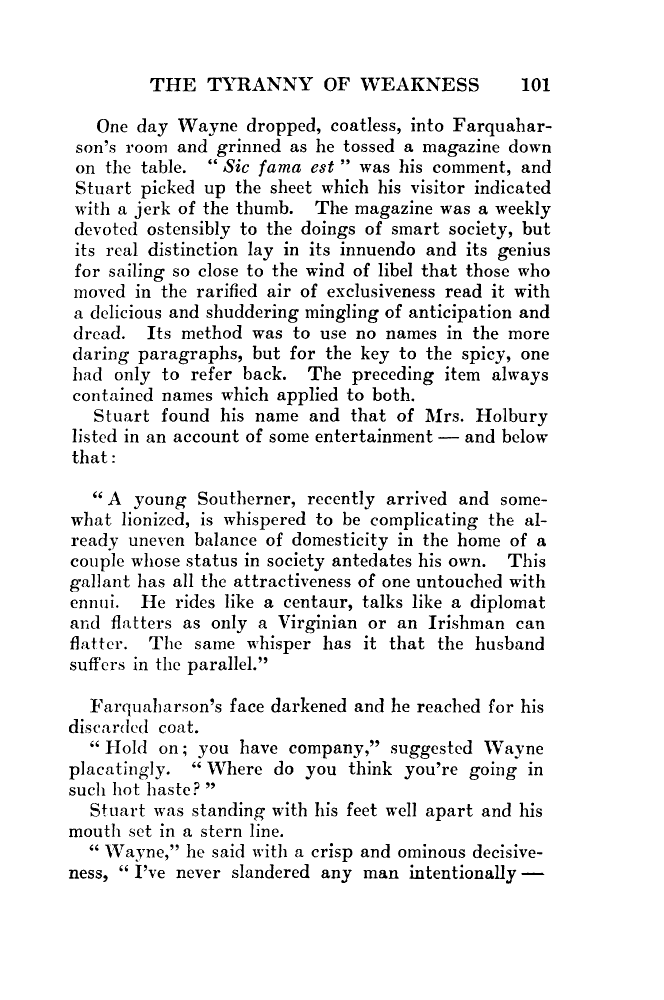 THE TYRANNY OF WEAKNESS 101
One day Wayne dropped, coatless, into Farquahar-
son's room and grinned as he tossed a magazine down
on the table. "Sic fama est" was his comment, and
Stuart picked up the sheet which his visitor indicated
with a jerk of the thumb. The magazine was a weekly
devoted ostensibly to the doings of smart society, but
its real distinction lay in its innuendo and its genius
for sailing so close to the wind of libel that those who
moved in the rarified air of exclusiveness read it with
a delicious and shuddering mingling of anticipation and
dread. Its method was to use no names in the more
daring paragraphs, but for the key to the spicy, one
had only to refer back. The preceding item always
contained names which applied to both.
Stuart found his name and that of Mrs. Holbury
listed in an account of some entertainment — and below
that:
"A young Southerner, recently arrived and some-
what lionized, is whispered to be complicating the al-
ready uneven balance of domesticity in the home of a
couple whose status in society antedates his own. This
gallant has all the attractiveness of one untouched with
ennui. He rides like a centaur, talks like a diplomat
and flatters as only a Virginian or an Irishman can
flatter. The same whisper has it that the husband
suffers in the parallel."
Farquaharson's face darkened and he reached for his
discarded coat.
"Hold on; you have company," suggested Wayne
placatingly. "Where do you think you're going in
such hot haste?"
Stuart was standing with his feet well apart and his
mouth set in a stern line.
"Wayne," he said with a crisp and ominous decisive-
ness, "I've never slandered any man intentionally —